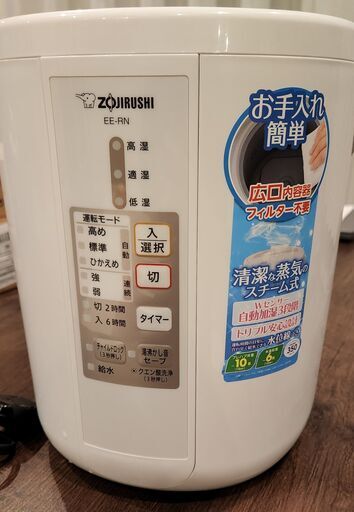 ZOJIRUSHI
EE-RN
高湿
適湿
低湿
運転モード
高め
標準
ひかえめ
自動
強
弱
連続
切 2時間
入 6時間
入
選択
切
タイマー
チャイルドロック
(3秒押し)
湯沸かし音
セーブ
給水
クエン酸洗浄
(3秒押し)
お手入れ
簡単
広口内容器
フィルター不要
清潔な蒸気の
スチーム式
Wセンサー
自動加湿3段階
トリプル安心設計
水位線
10
6
350